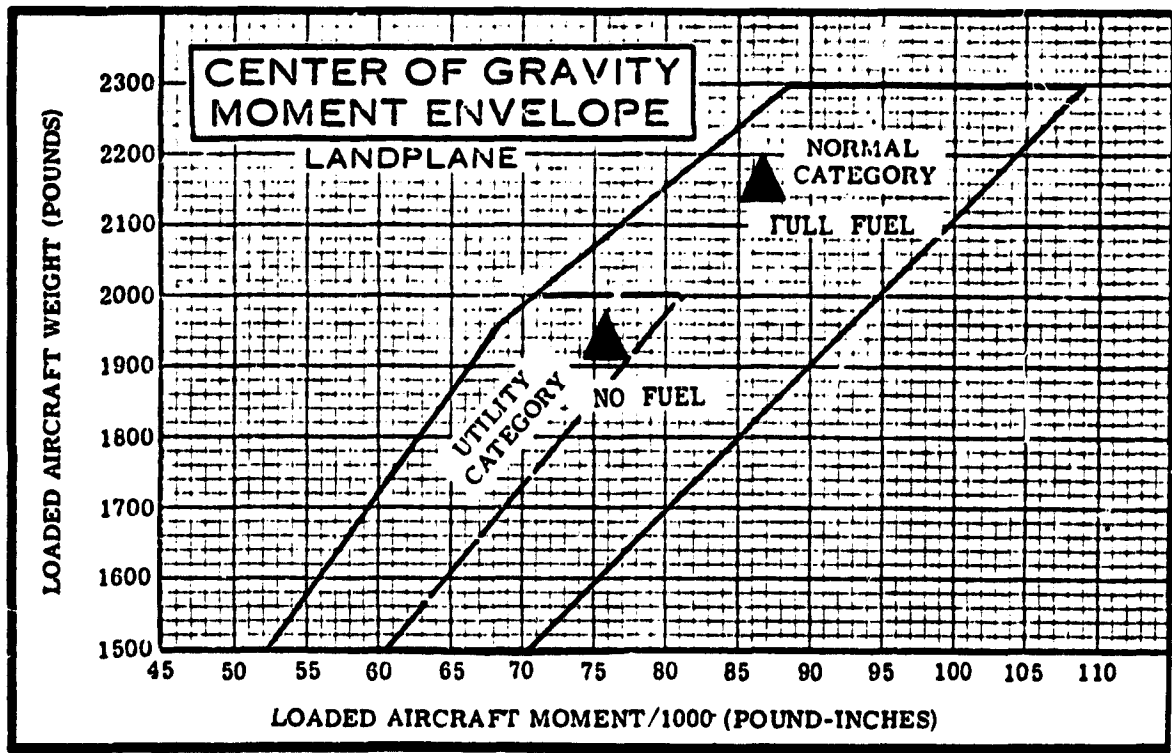 CENTER OF GRAVITY
MOMENT ENVELOPE
LANDPLANE
LOADED AIRCRAFT WEIGHT (POUNDS)
2300
2200
2100
2000
1900
1800
1700
1600
1500
NORMAL
CATEGORY
FULL FUEL
UTILITY
CATEGORY
NO FUEL
45 50 55 60 65 70 75 80 85 90 95 100 105 110
LOADED AIRCRAFT MOMENT/1000 (POUND-INCHES)